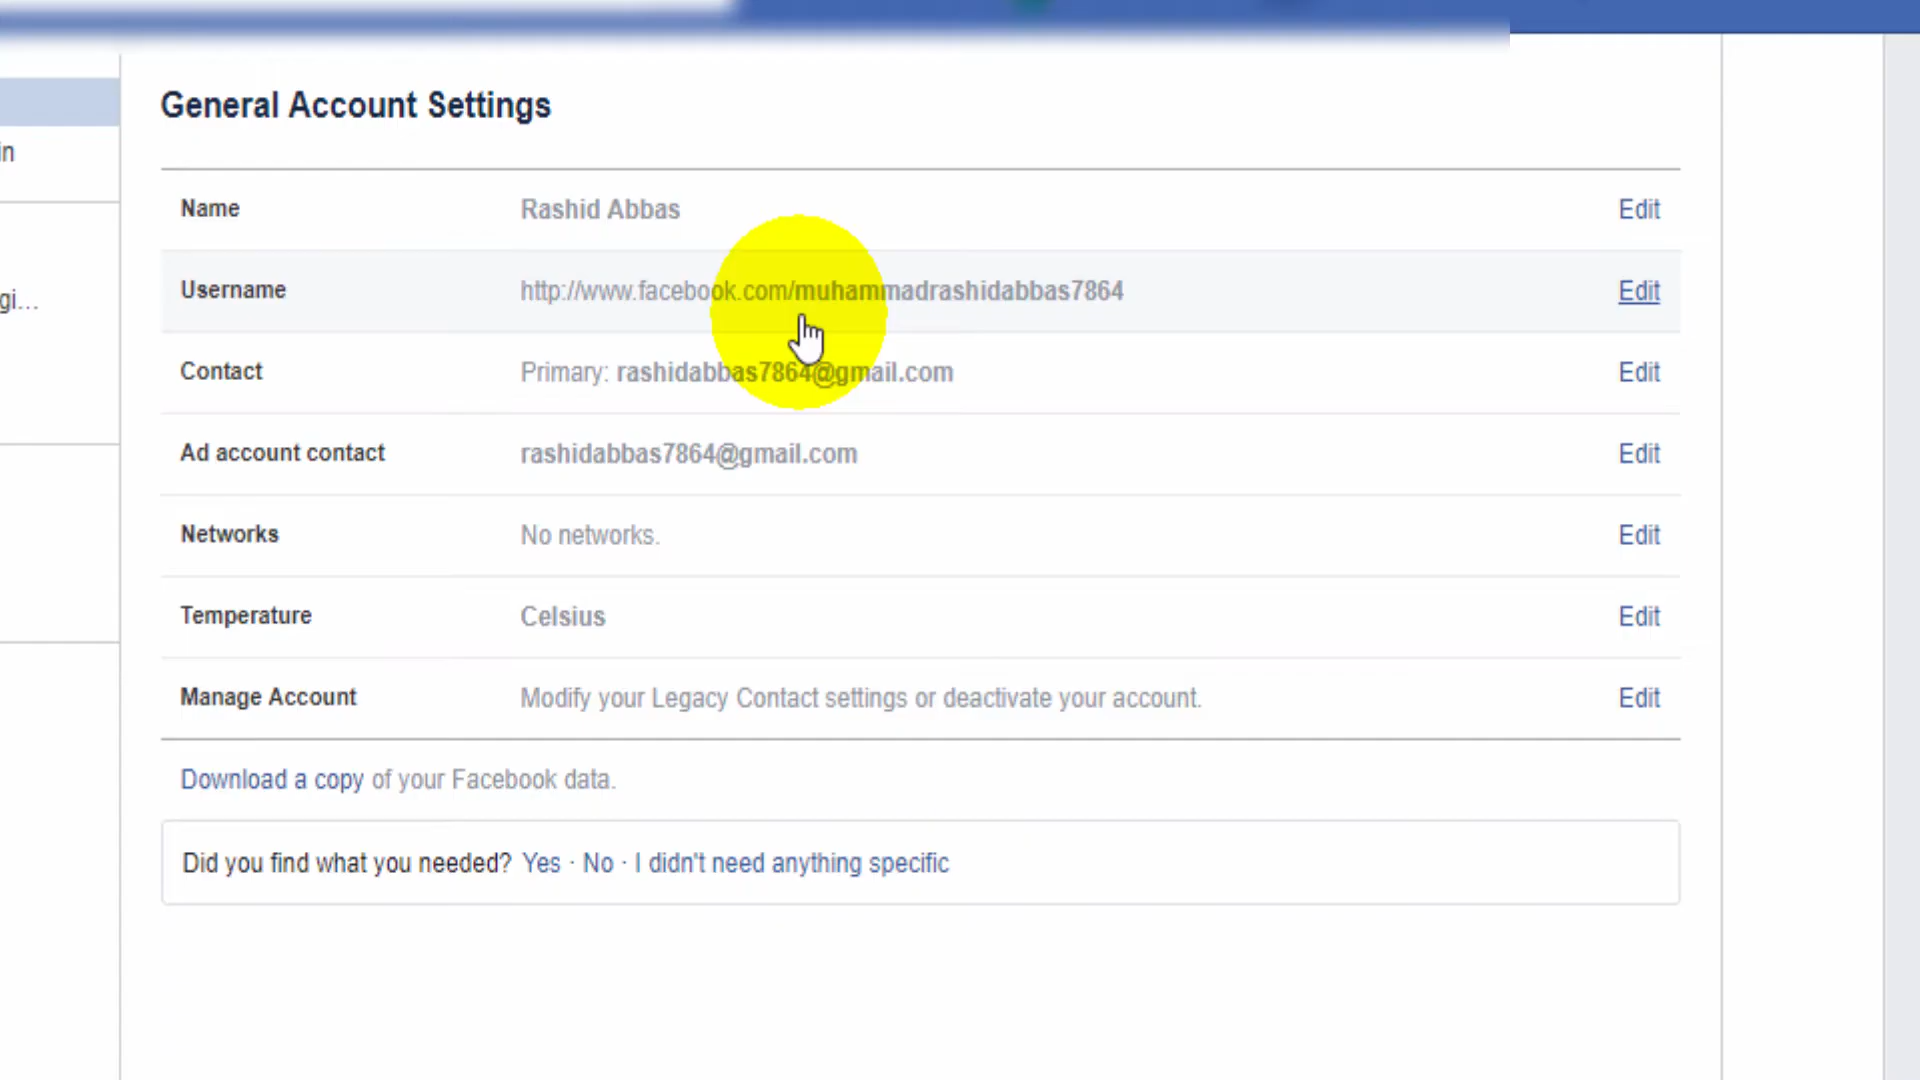 General Account Settings
in
Name Rashid Abbas Edit
Username http://www.facebook.com/muhammadrashidabbas7864 Edit
gi...
Contact Primary: rashidabbas7864@gmail.com Edit
Ad account contact rashidabbas7864@gmail.com Edit
Networks No networks. Edit
Temperature Celsius Edit
Manage Account Modify your Legacy Contact settings or deactivate your account. Edit
Download a copy of your Facebook data.
Did you find what you needed? Yes · No · I didn't need anything specific